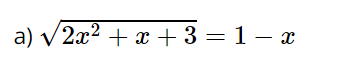 a) √(2x² + x + 3) = 1 − x